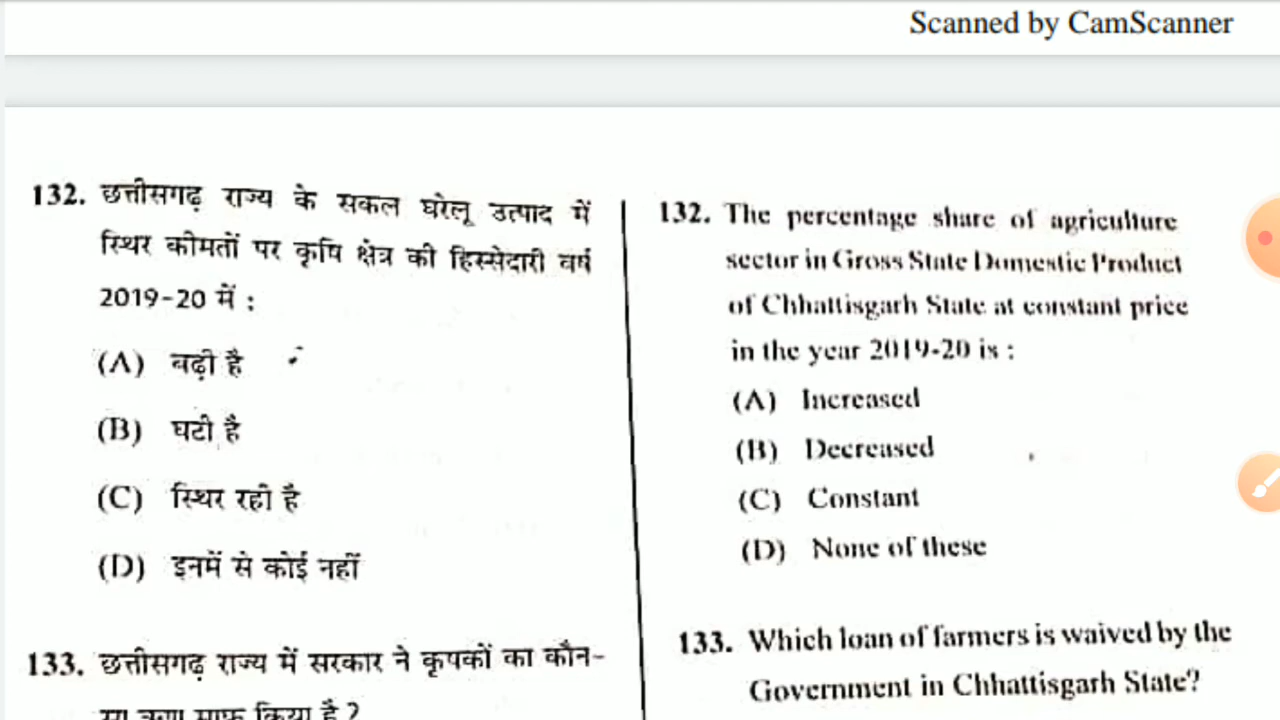 Scanned by CamScanner
132. छत्तीसगढ़ राज्य के सकल घरेलू उत्पाद में
स्थिर कीमतों पर कृषि क्षेत्र की हिस्सेदारी वर्ष
2019-20 में :
(A) बढ़ी है
(B) घटी है
(C) स्थिर रही है
(D) इनमें से कोई नहीं
133. छत्तीसगढ़ राज्य में सरकार ने कृषकों का कौन-
सा ऋण माफ किया है ?
132. The percentage share of agriculture
sector in Gross State Domestic Product
of Chhattisgarh State at constant price
in the year 2019-20 is :
(A) Increased
(B) Decreased
(C) Constant
(D) None of these
133. Which loan of farmers is waived by the
Government in Chhattisgarh State?